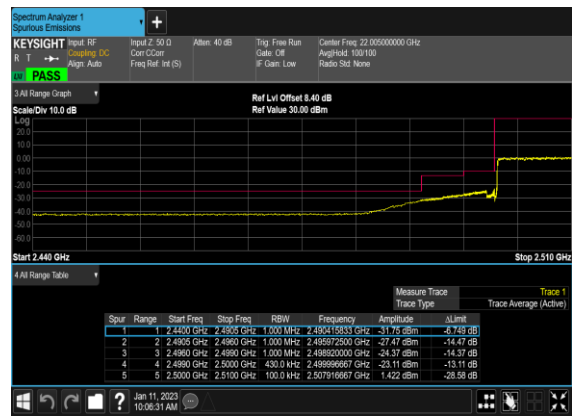 Spectrum Analyzer 1
Spurious Emissions
+
KEYSIGHT Input: RF Input Z: 50 Ω Atten: 40 dB Trig: Free Run Center Freq: 22.005000000 GHz
R T Coupling: DC Corr CCorr Gate: Off Avg|Hold: 100/100
Align: Auto Freq Ref: Int (S) IF Gain: Low Radio Std: None
LU PASS
3 All Range Graph
Ref Lvl Offset 8.40 dB
Scale/Div 10.0 dB Ref Value 30.00 dBm
Log
20.0
10.0
0.00
-10.0
-20.0
-30.0
-40.0
-50.0
-60.0
Start 2.440 GHz Stop 2.510 GHz
4 All Range Table
Measure Trace Trace 1
Trace Type Trace Average (Active)
Spur Range Start Freq Stop Freq RBW Frequency Amplitude ΔLimit
1 1 2.4400 GHz 2.4905 GHz 1.000 MHz 2.490415833 GHz -31.75 dBm -6.749 dB
2 2 2.4905 GHz 2.4960 GHz 1.000 MHz 2.495972500 GHz -27.47 dBm -14.47 dB
3 3 2.4960 GHz 2.4990 GHz 1.000 MHz 2.498920000 GHz -24.37 dBm -14.37 dB
4 4 2.4990 GHz 2.5000 GHz 430.0 kHz 2.499996667 GHz -23.11 dBm -13.11 dB
5 5 2.5000 GHz 2.5100 GHz 100.0 kHz 2.507916667 GHz 1.422 dBm -28.58 dB
? Jan 11, 2023
10:06:31 AM